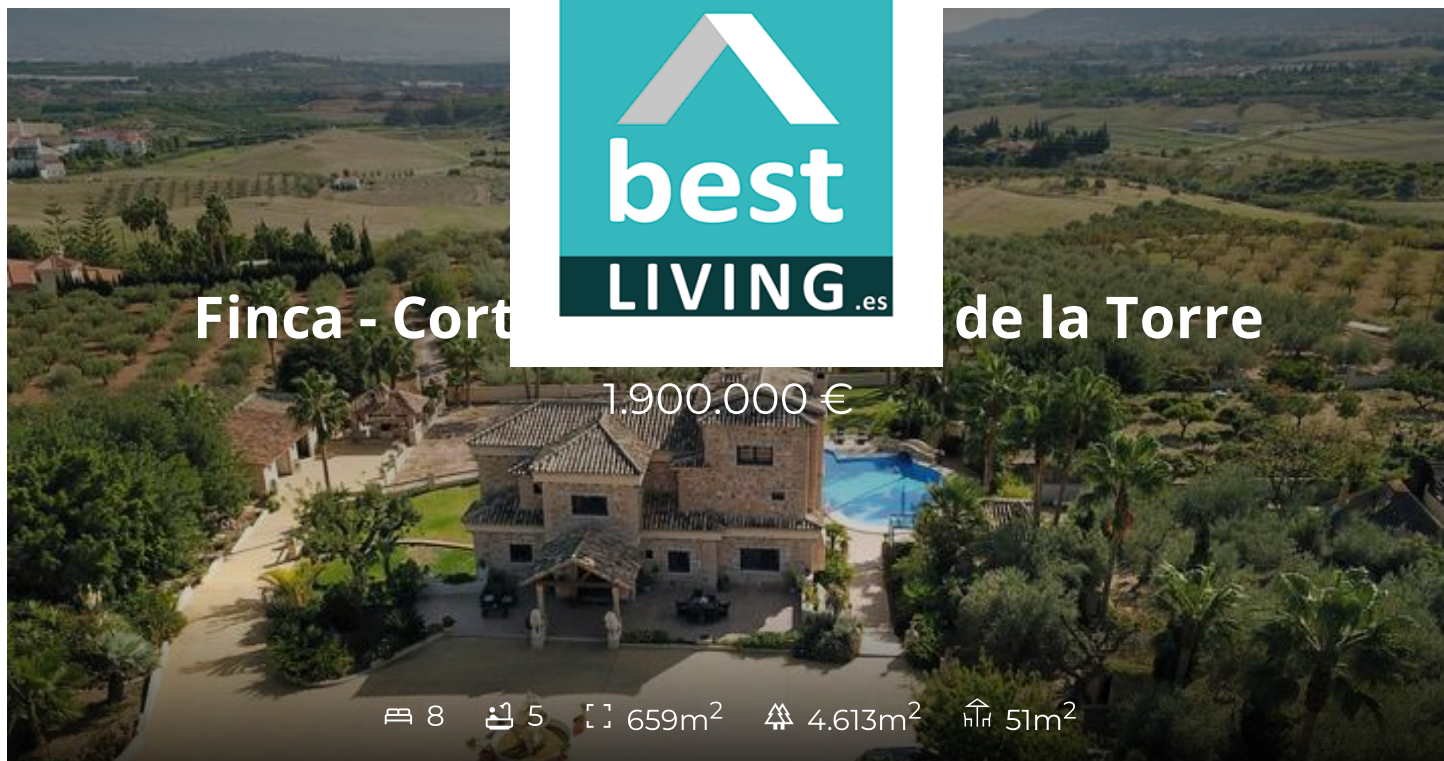 best
LIVING.es
Finca - Cort de la Torre
1.900.000 €
8 5 659m² 4.613m² 51m²